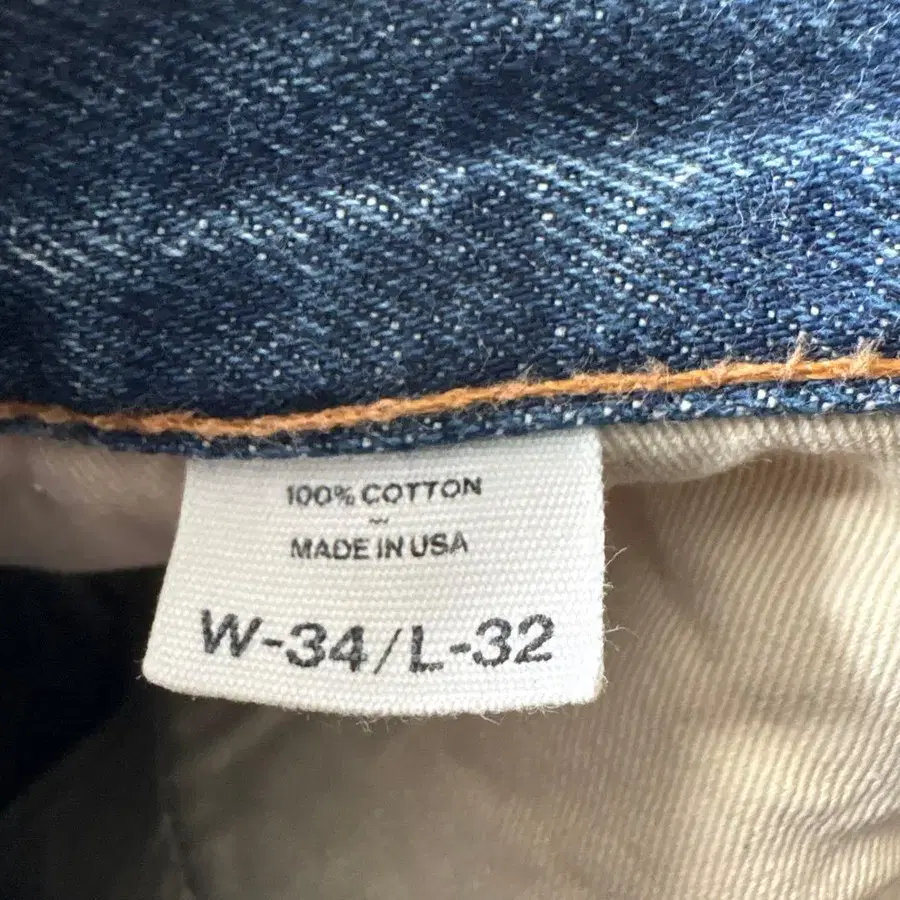 100% COTTON
~
MADE IN USA
W-34/L-32